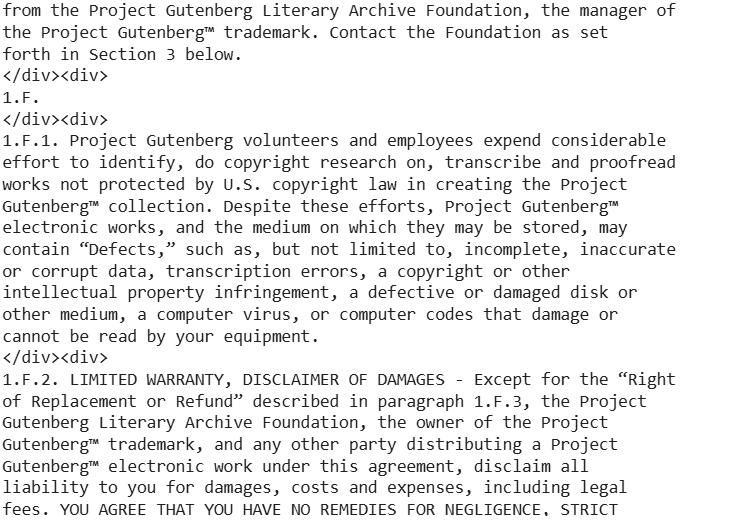 from the Project Gutenberg Literary Archive Foundation, the manager of
the Project Gutenberg™ trademark. Contact the Foundation as set
forth in Section 3 below.
</div><div>
1.F.
</div><div>
1.F.1. Project Gutenberg volunteers and employees expend considerable
effort to identify, do copyright research on, transcribe and proofread
works not protected by U.S. copyright law in creating the Project
Gutenberg™ collection. Despite these efforts, Project Gutenberg™
electronic works, and the medium on which they may be stored, may
contain “Defects,” such as, but not limited to, incomplete, inaccurate
or corrupt data, transcription errors, a copyright or other
intellectual property infringement, a defective or damaged disk or
other medium, a computer virus, or computer codes that damage or
cannot be read by your equipment.
</div><div>
1.F.2. LIMITED WARRANTY, DISCLAIMER OF DAMAGES - Except for the “Right
of Replacement or Refund” described in paragraph 1.F.3, the Project
Gutenberg Literary Archive Foundation, the owner of the Project
Gutenberg™ trademark, and any other party distributing a Project
Gutenberg™ electronic work under this agreement, disclaim all
liability to you for damages, costs and expenses, including legal
fees. YOU AGREE THAT YOU HAVE NO REMEDIES FOR NEGLIGENCE, STRICT